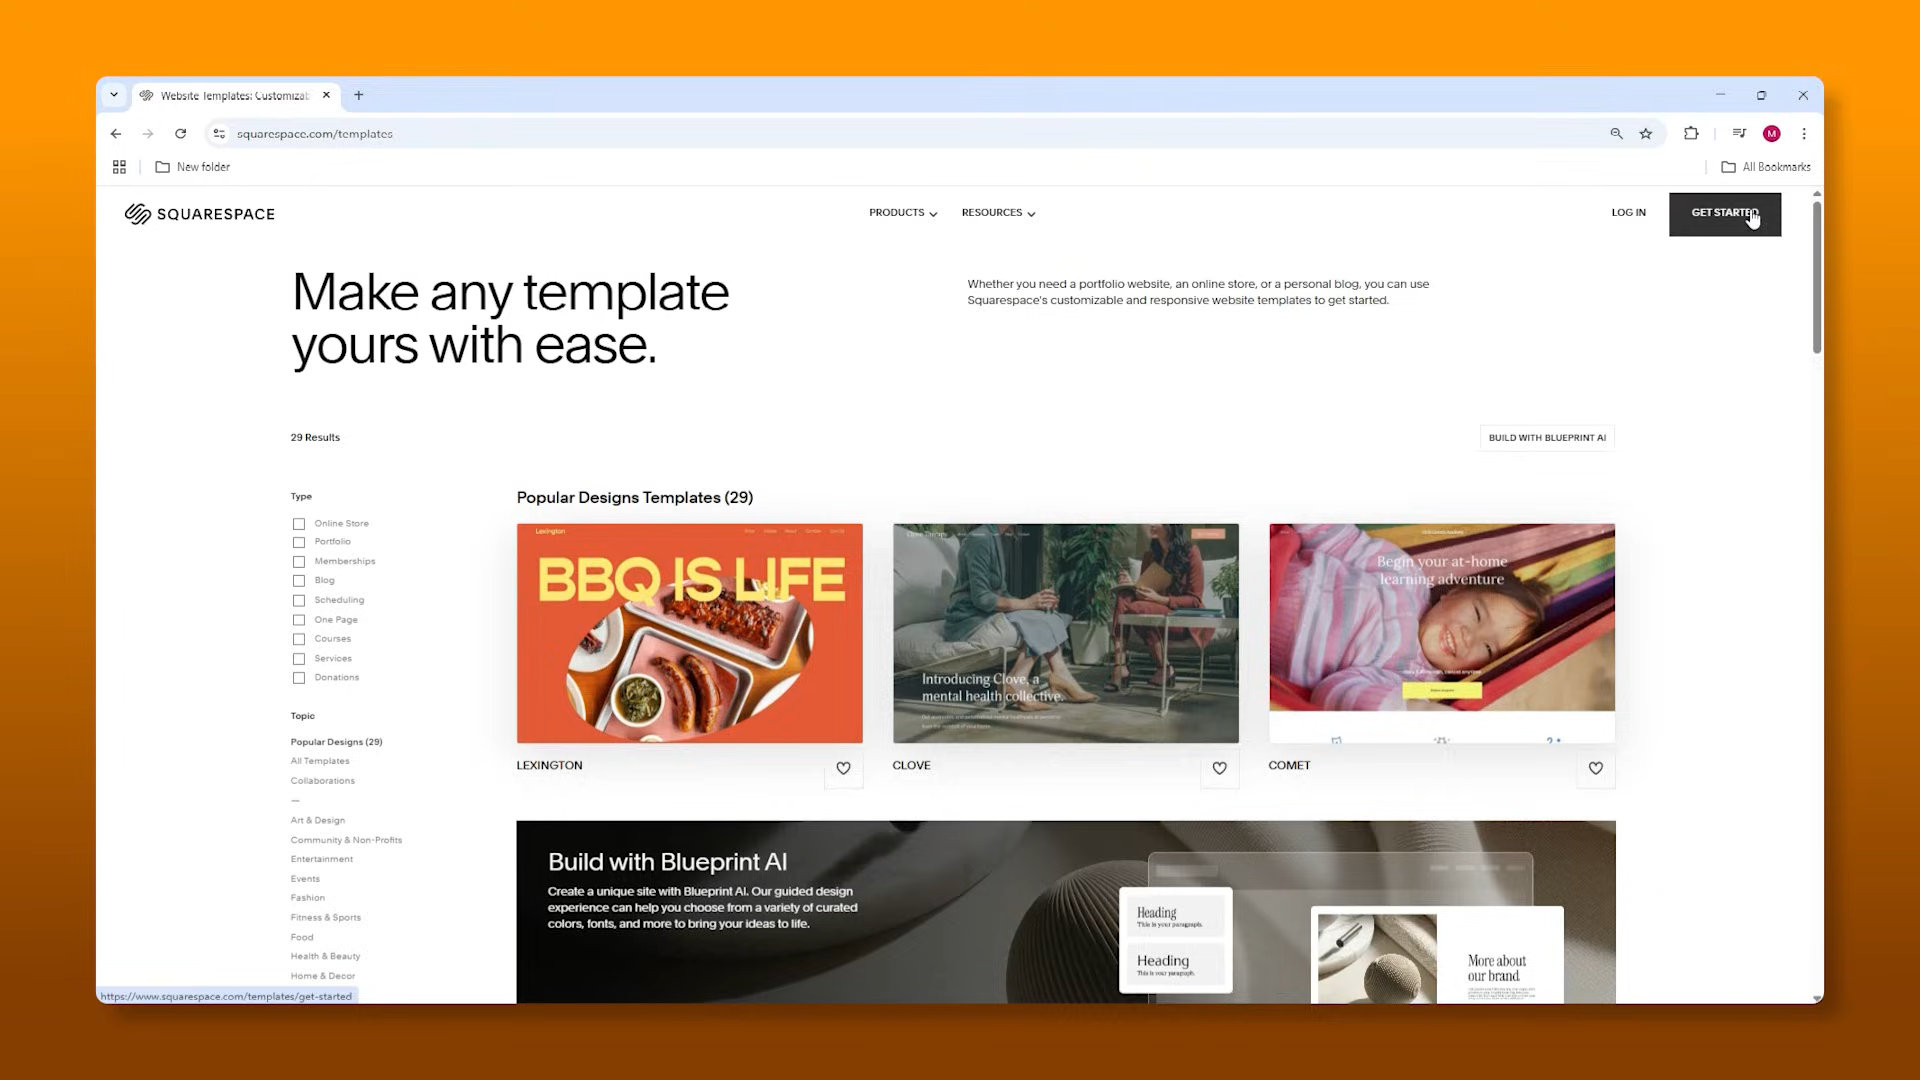 Website Templates: Customizab
squarespace.com/templates
M
New folder
All Bookmarks
SQUARESPACE
PRODUCTS
RESOURCES
LOG IN
GET STARTED
Make any template
yours with ease.
Whether you need a portfolio website, an online store, or a personal blog, you can use
Squarespace's customizable and responsive website templates to get started.
29 Results
BUILD WITH BLUEPRINT AI
Type
Online Store
Portfolio
Memberships
Blog
Scheduling
One Page
Courses
Services
Donations
Topic
Popular Designs (29)
All Templates
Collaborations
—
Art & Design
Community & Non-Profits
Entertainment
Events
Fashion
Fitness & Sports
Food
Health & Beauty
Home & Decor
Popular Designs Templates (29)
Lexington
BBQ IS LIFE
LEXINGTON
Clove Therapy
Introducing Clove, a
mental health collective.
CLOVE
Begin your at-home
learning adventure
COMET
Build with Blueprint AI
Create a unique site with Blueprint AI. Our guided design
experience can help you choose from a variety of curated
colors, fonts, and more to bring your ideas to life.
Heading
This is your paragraph.
Heading
This is your paragraph.
More about
our brand
https://www.squarespace.com/templates/get-started